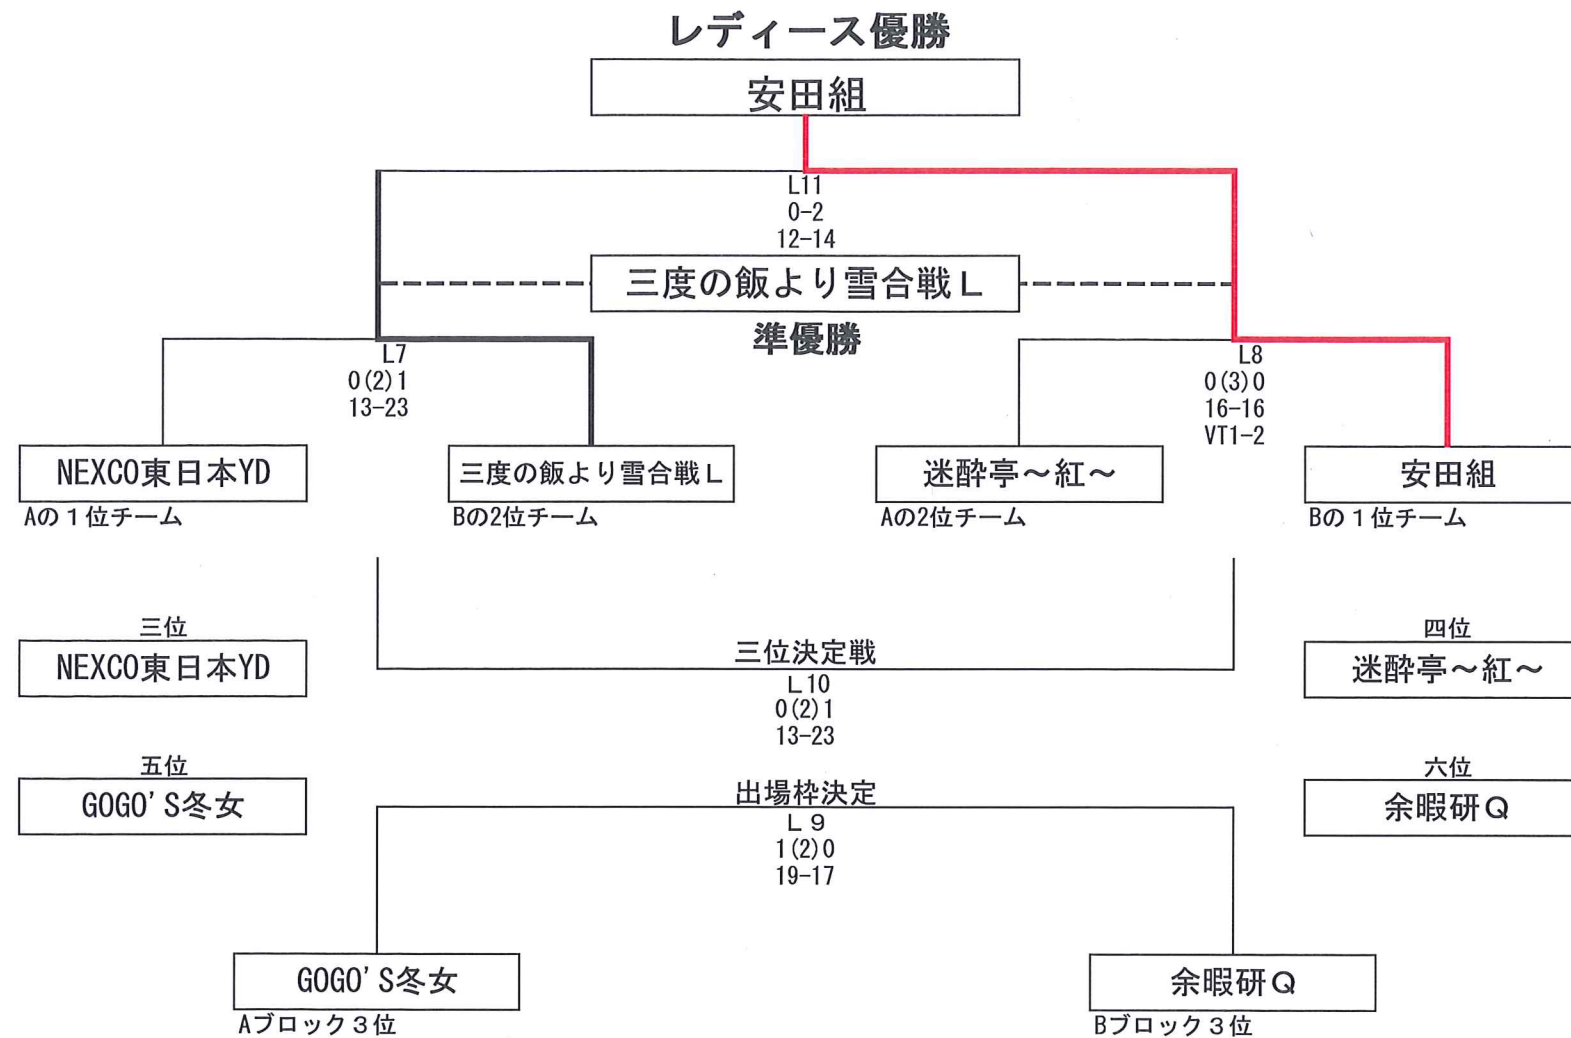 レディース優勝
安田組
L11
0-2
12-14
三度の飯より雪合戦L
準優勝
L7
0(2)1
13-23
L8
0(3)0
16-16
VT1-2
NEXCO東日本YD
三度の飯より雪合戦L
迷酔亭～紅～
安田組
Aの１位チーム
Bの2位チーム
Aの2位チーム
Bの１位チーム
三位
NEXCO東日本YD
三位決定戦
L10
0(2)1
13-23
四位
迷酔亭～紅～
五位
GOGO'S冬女
出場枠決定
L９
1(2)0
19-17
六位
余暇研Q
GOGO'S冬女
余暇研Q
Aブロック３位
Bブロック３位